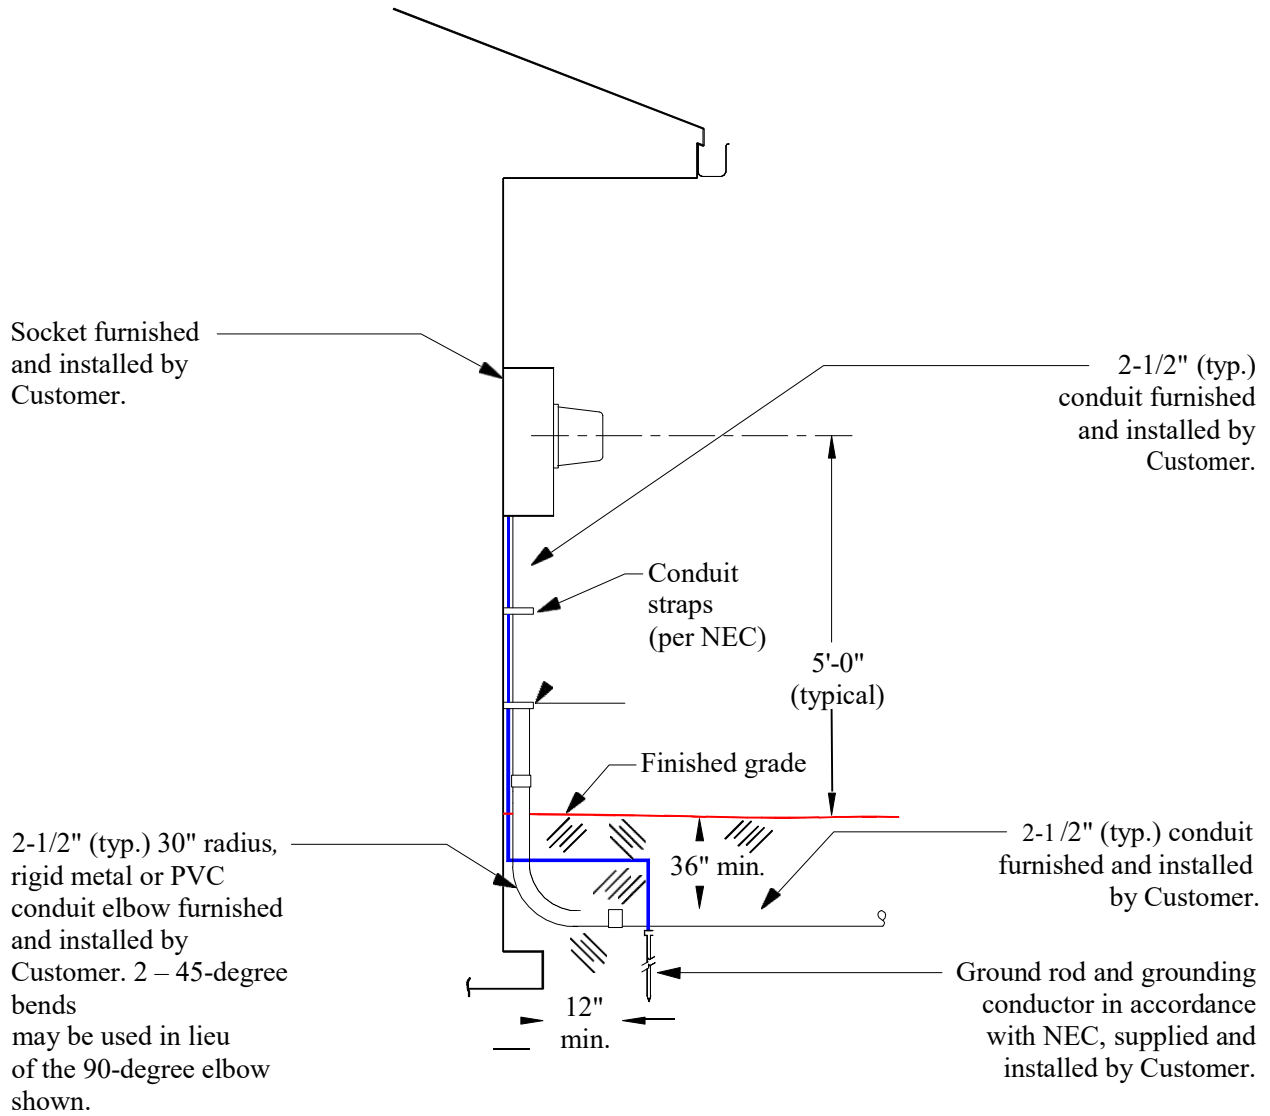 Socket furnished
and installed by
Customer.
2-1/2" (typ.)
conduit furnished
and installed by
Customer.
Conduit
straps
(per NEC)
5'-0"
(typical)
Finished grade
2-1/2" (typ.) 30" radius,
rigid metal or PVC
conduit elbow furnished
and installed by
Customer. 2 – 45-degree
bends
may be used in lieu
of the 90-degree elbow
shown.
36" min.
2-1/2" (typ.) conduit
furnished and installed
by Customer.
12"
min.
Ground rod and grounding
conductor in accordance
with NEC, supplied and
installed by Customer.